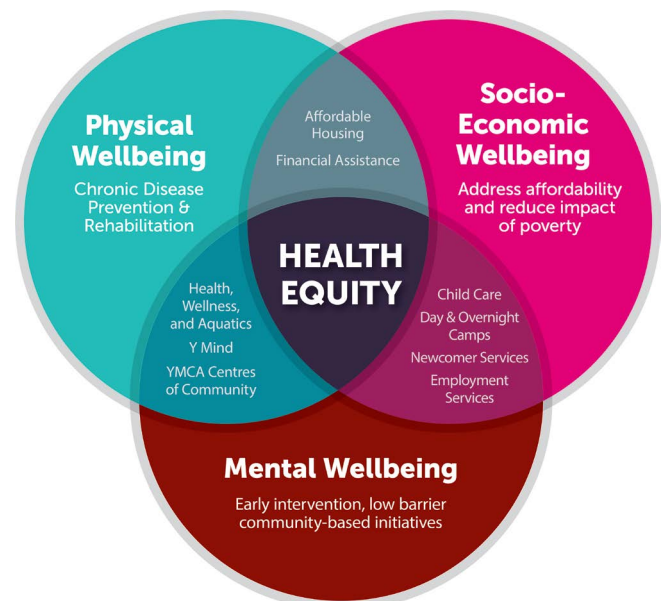 Physical
Wellbeing
Chronic Disease
Prevention &
Rehabilitation
Affordable
Housing
Financial Assistance
Socio-
Economic
Wellbeing
Address affordability
and reduce impact
of poverty
HEALTH
EQUITY
Health,
Wellness,
and Aquatics
Y Mind
YMCA Centres
of Community
Child Care
Day & Overnight
Camps
Newcomer Services
Employment
Services
Mental Wellbeing
Early intervention, low barrier
community-based initiatives